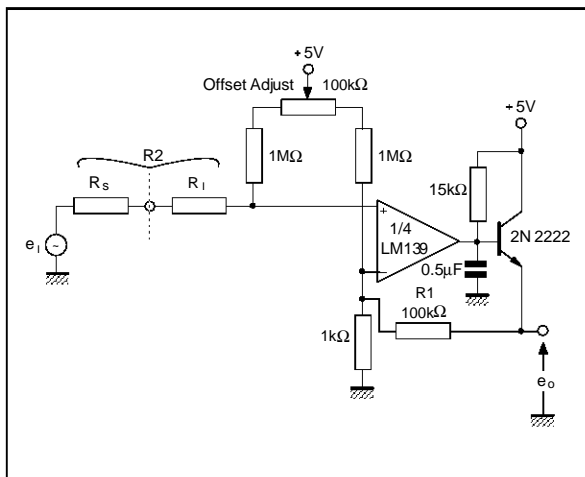 +5V
Offset Adjust
100kΩ
+5V
R2
1MΩ
1MΩ
15kΩ
Rs
RI
+
1/4
LM139
2N 2222
eI
~
−
0.5μF
R1
100kΩ
1kΩ
eo